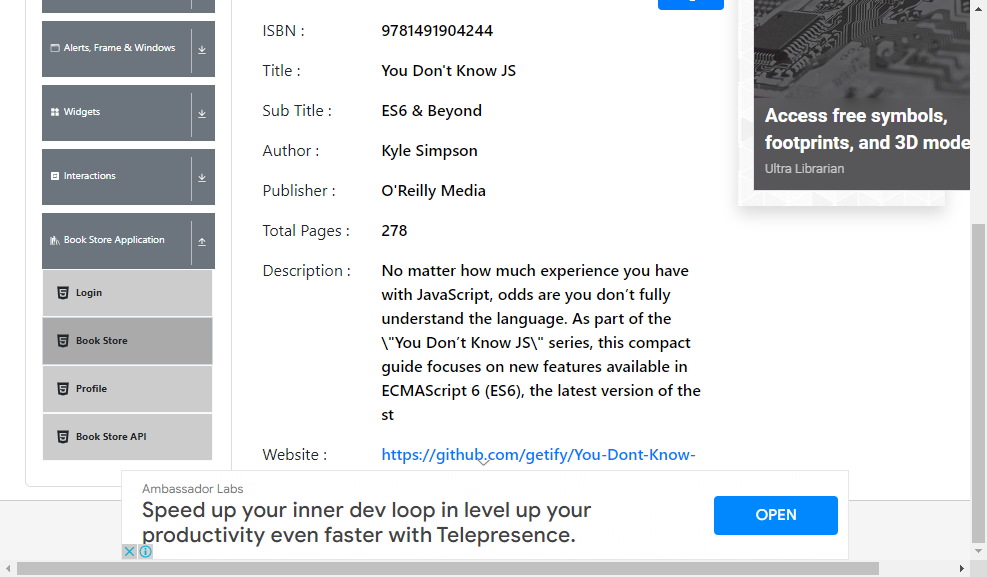 Alerts, Frame & Windows
Widgets
Interactions
Book Store Application
Login
Book Store
Profile
Book Store API
ISBN : 9781491904244
Title : You Don't Know JS
Sub Title : ES6 & Beyond
Author : Kyle Simpson
Publisher : O'Reilly Media
Total Pages : 278
Description : No matter how much experience you have
with JavaScript, odds are you don’t fully
understand the language. As part of the
\"You Don’t Know JS\" series, this compact
guide focuses on new features available in
ECMAScript 6 (ES6), the latest version of the
st
Website : https://github.com/getify/You-Dont-Know-
Access free symbols,
footprints, and 3D mode
Ultra Librarian
Ambassador Labs
Speed up your inner dev loop in level up your
productivity even faster with Telepresence.
OPEN